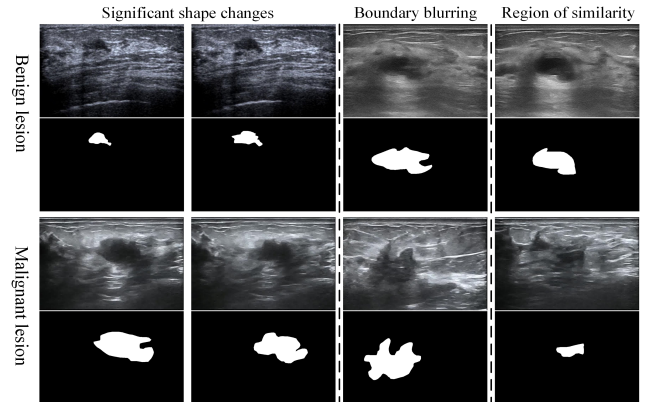 Significant shape changes
Boundary blurring
Region of similarity
Benign lesion
Malignant lesion